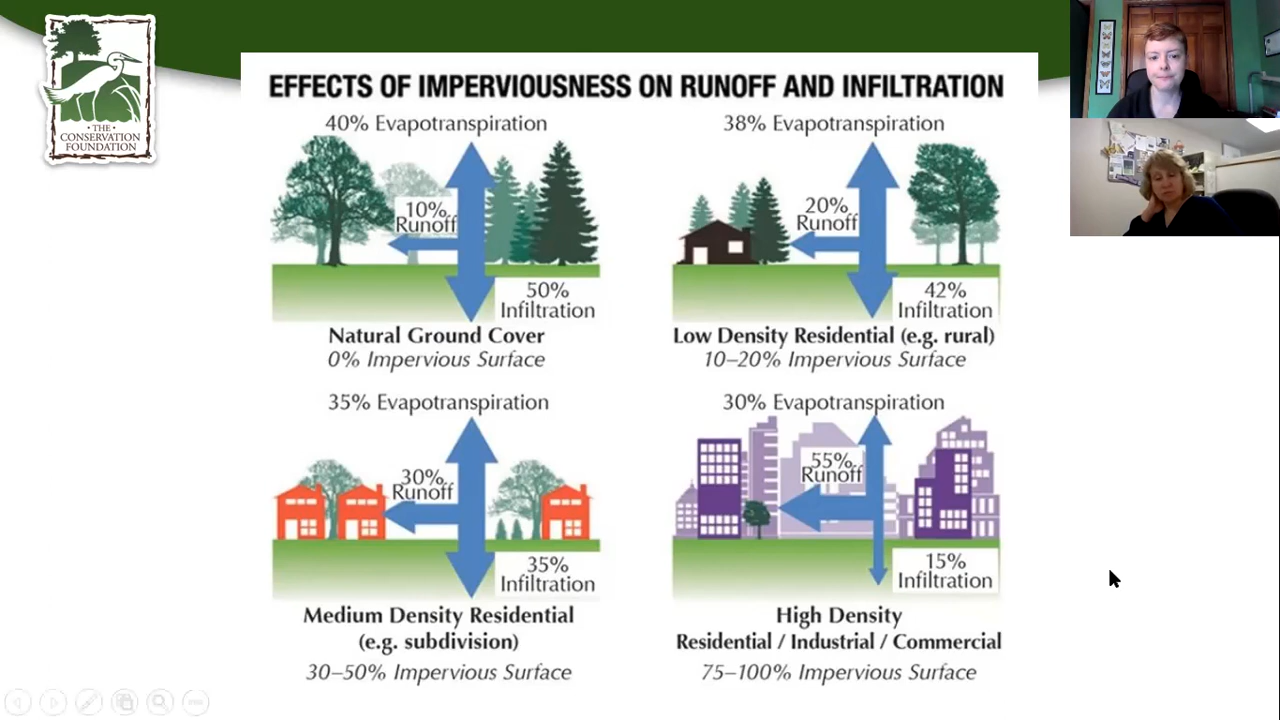 • THE •
CONSERVATION
FOUNDATION
EFFECTS OF IMPERVIOUSNESS ON RUNOFF AND INFILTRATION
40% Evapotranspiration
10%
Runoff
50%
Infiltration
Natural Ground Cover
0% Impervious Surface
38% Evapotranspiration
20%
Runoff
42%
Infiltration
Low Density Residential (e.g. rural)
10–20% Impervious Surface
35% Evapotranspiration
30%
Runoff
35%
Infiltration
Medium Density Residential
(e.g. subdivision)
30–50% Impervious Surface
30% Evapotranspiration
55%
Runoff
15%
Infiltration
High Density
Residential / Industrial / Commercial
75–100% Impervious Surface